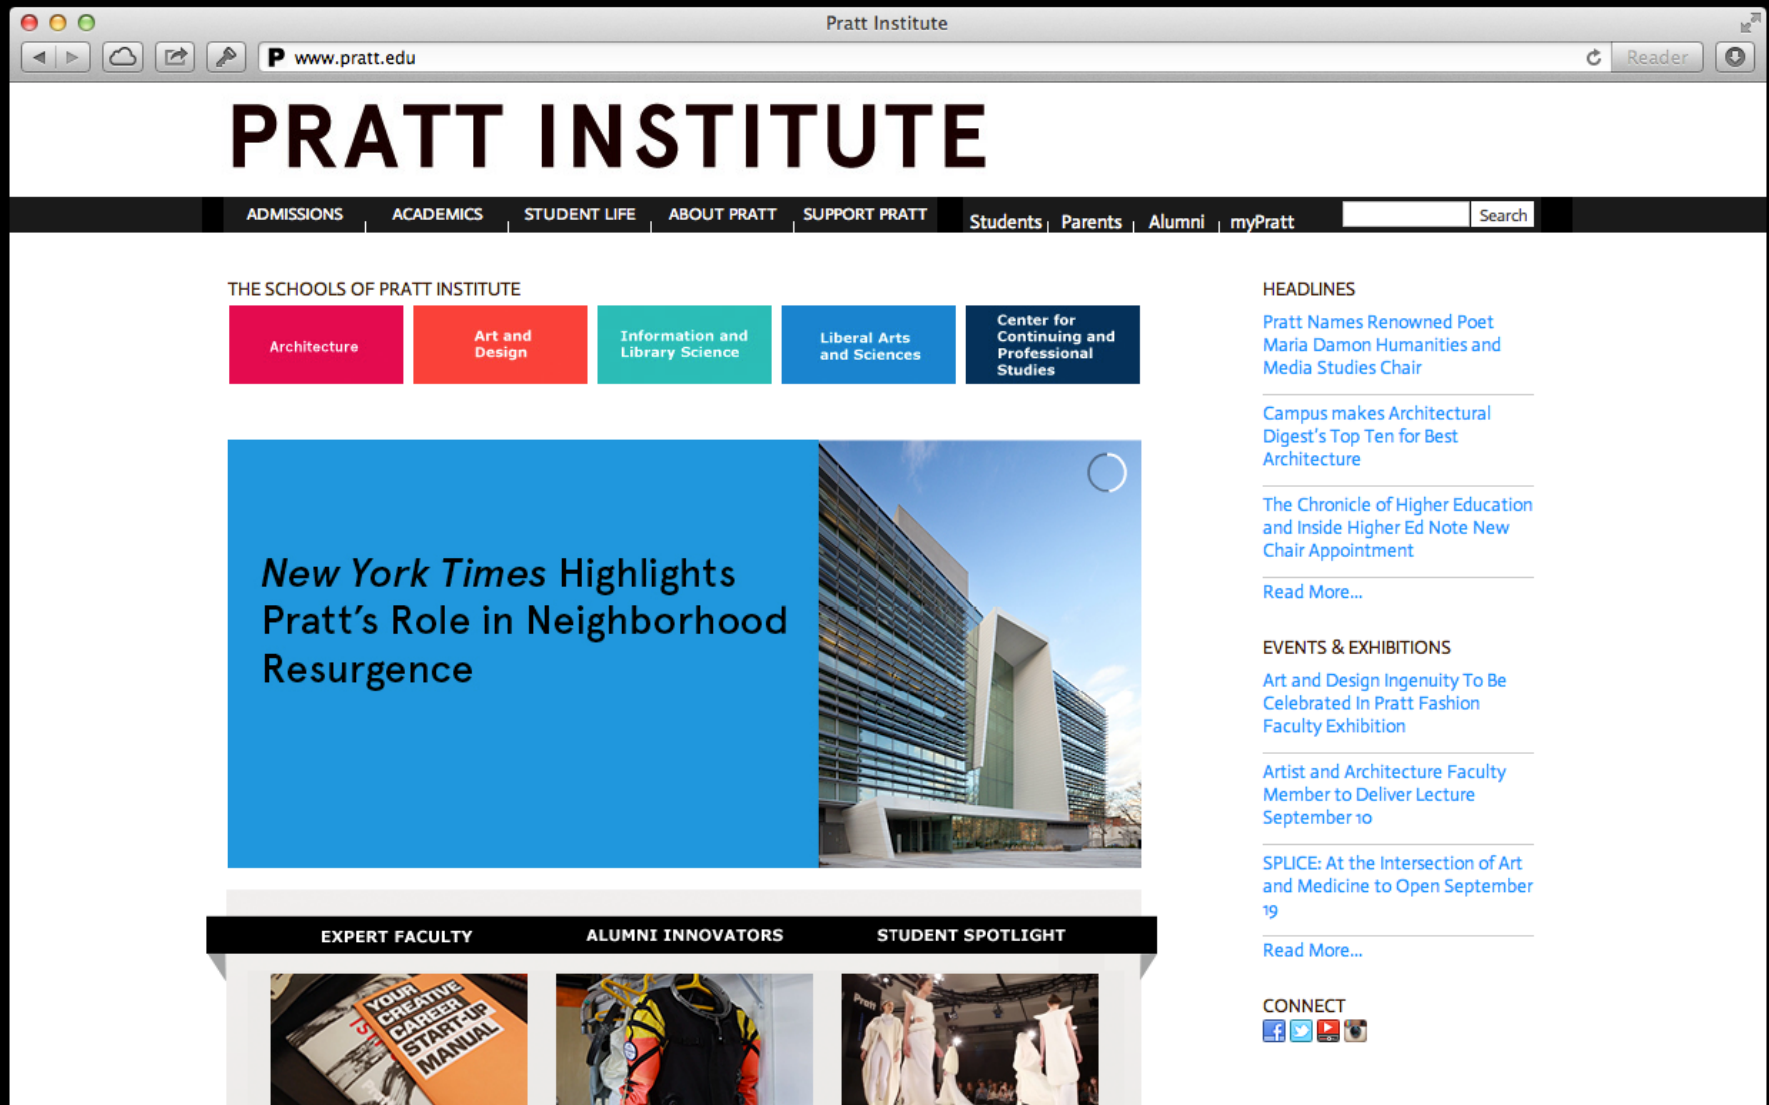 Pratt Institute
P www.pratt.edu
Reader
PRATT INSTITUTE
ADMISSIONS
ACADEMICS
STUDENT LIFE
ABOUT PRATT
SUPPORT PRATT
Students
Parents
Alumni
myPratt
Search
THE SCHOOLS OF PRATT INSTITUTE
Architecture
Art and
Design
Information and
Library Science
Liberal Arts
and Sciences
Center for
Continuing and
Professional
Studies
New York Times Highlights
Pratt's Role in Neighborhood
Resurgence
EXPERT FACULTY
ALUMNI INNOVATORS
STUDENT SPOTLIGHT
YOUR
CREATIVE
CAREER
START-UP
MANUAL
Pratt
HEADLINES
Pratt Names Renowned Poet
Maria Damon Humanities and
Media Studies Chair
Campus makes Architectural
Digest's Top Ten for Best
Architecture
The Chronicle of Higher Education
and Inside Higher Ed Note New
Chair Appointment
Read More...
EVENTS & EXHIBITIONS
Art and Design Ingenuity To Be
Celebrated In Pratt Fashion
Faculty Exhibition
Artist and Architecture Faculty
Member to Deliver Lecture
September 10
SPLICE: At the Intersection of Art
and Medicine to Open September
19
Read More...
CONNECT